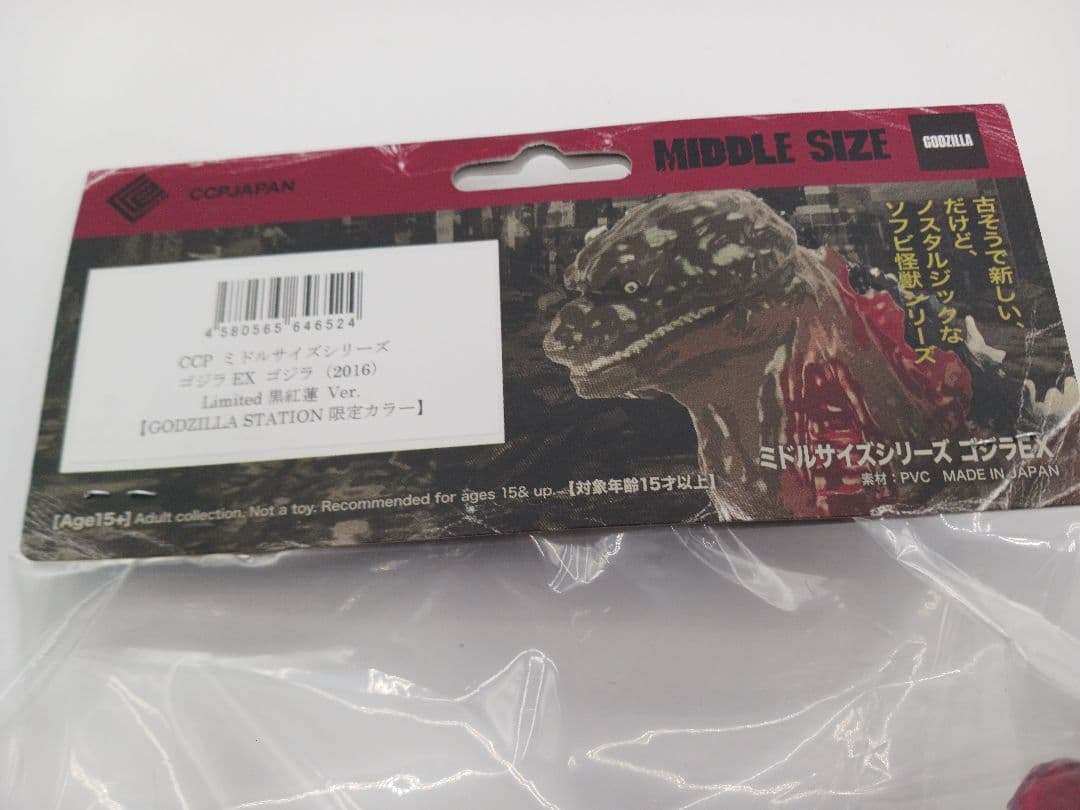 CCPJAPAN
MIDDLE SIZE
GODZILLA
古そうで新しい、
だけど、
ノスタルジックな
ソフビ怪獣シリーズ
4 580565 646524
CCP ミドルサイズシリーズ
ゴジラ EX ゴジラ（2016）
Limited 黒紅蓮 Ver.
【GODZILLA STATION 限定カラー】
ミドルサイズシリーズ ゴジラEX
素材：PVC MADE IN JAPAN
[Age15+] Adult collection. Not a toy. Recommended for ages 15& up.【対象年齢15才以上】